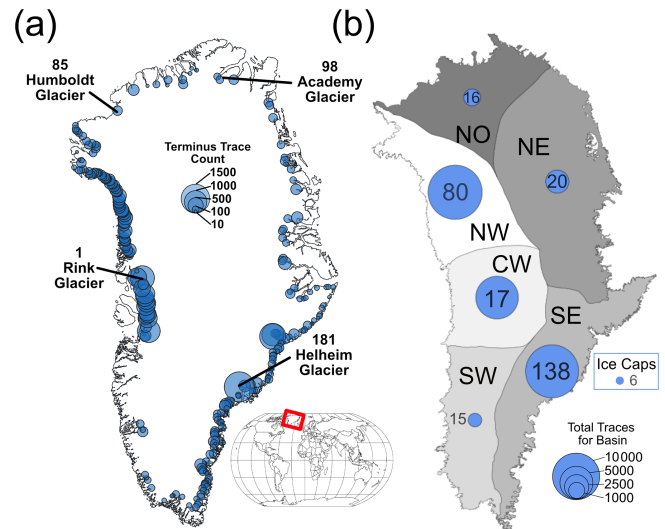 (a)
85
Humboldt
Glacier
98
Academy
Glacier
Terminus Trace
Count
1500
1000
500
100
10
1
Rink
Glacier
181
Helheim
Glacier
(b)
16
NO
NE
20
80
NW
CW
17
SE
SW
138
15
Ice Caps
6
Total Traces
for Basin
10000
5000
2500
1000